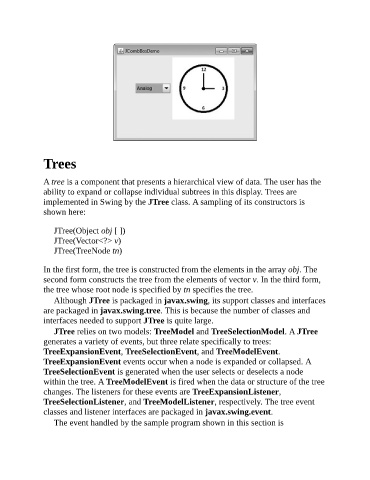 JComboBoxDemo
Analog
12
9
3
6
Trees
A tree is a component that presents a hierarchical view of data. The user has the
ability to expand or collapse individual subtrees in this display. Trees are
implemented in Swing by the JTree class. A sampling of its constructors is
shown here:
JTree(Object obj [ ])
JTree(Vector<?> v)
JTree(TreeNode tn)
In the first form, the tree is constructed from the elements in the array obj. The
second form constructs the tree from the elements of vector v. In the third form,
the tree whose root node is specified by tn specifies the tree.
Although JTree is packaged in javax.swing, its support classes and interfaces
are packaged in javax.swing.tree. This is because the number of classes and
interfaces needed to support JTree is quite large.
JTree relies on two models: TreeModel and TreeSelectionModel. A JTree
generates a variety of events, but three relate specifically to trees:
TreeExpansionEvent, TreeSelectionEvent, and TreeModelEvent.
TreeExpansionEvent events occur when a node is expanded or collapsed. A
TreeSelectionEvent is generated when the user selects or deselects a node
within the tree. A TreeModelEvent is fired when the data or structure of the tree
changes. The listeners for these events are TreeExpansionListener,
TreeSelectionListener, and TreeModelListener, respectively. The tree event
classes and listener interfaces are packaged in javax.swing.event.
The event handled by the sample program shown in this section is